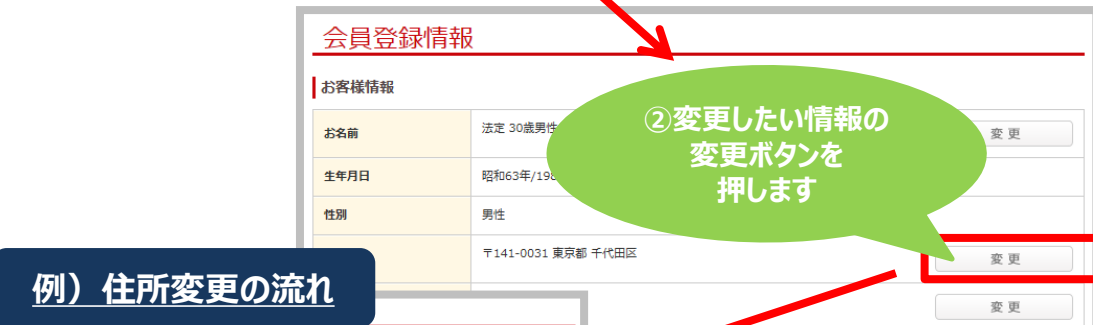 会員登録情報
お客様情報
お名前 法定 30歳男性 変更
②変更したい情報の
変更ボタンを
押します
生年月日 昭和63年/198
性別 男性
〒141-0031 東京都 千代田区 変更
例）住所変更の流れ
変更